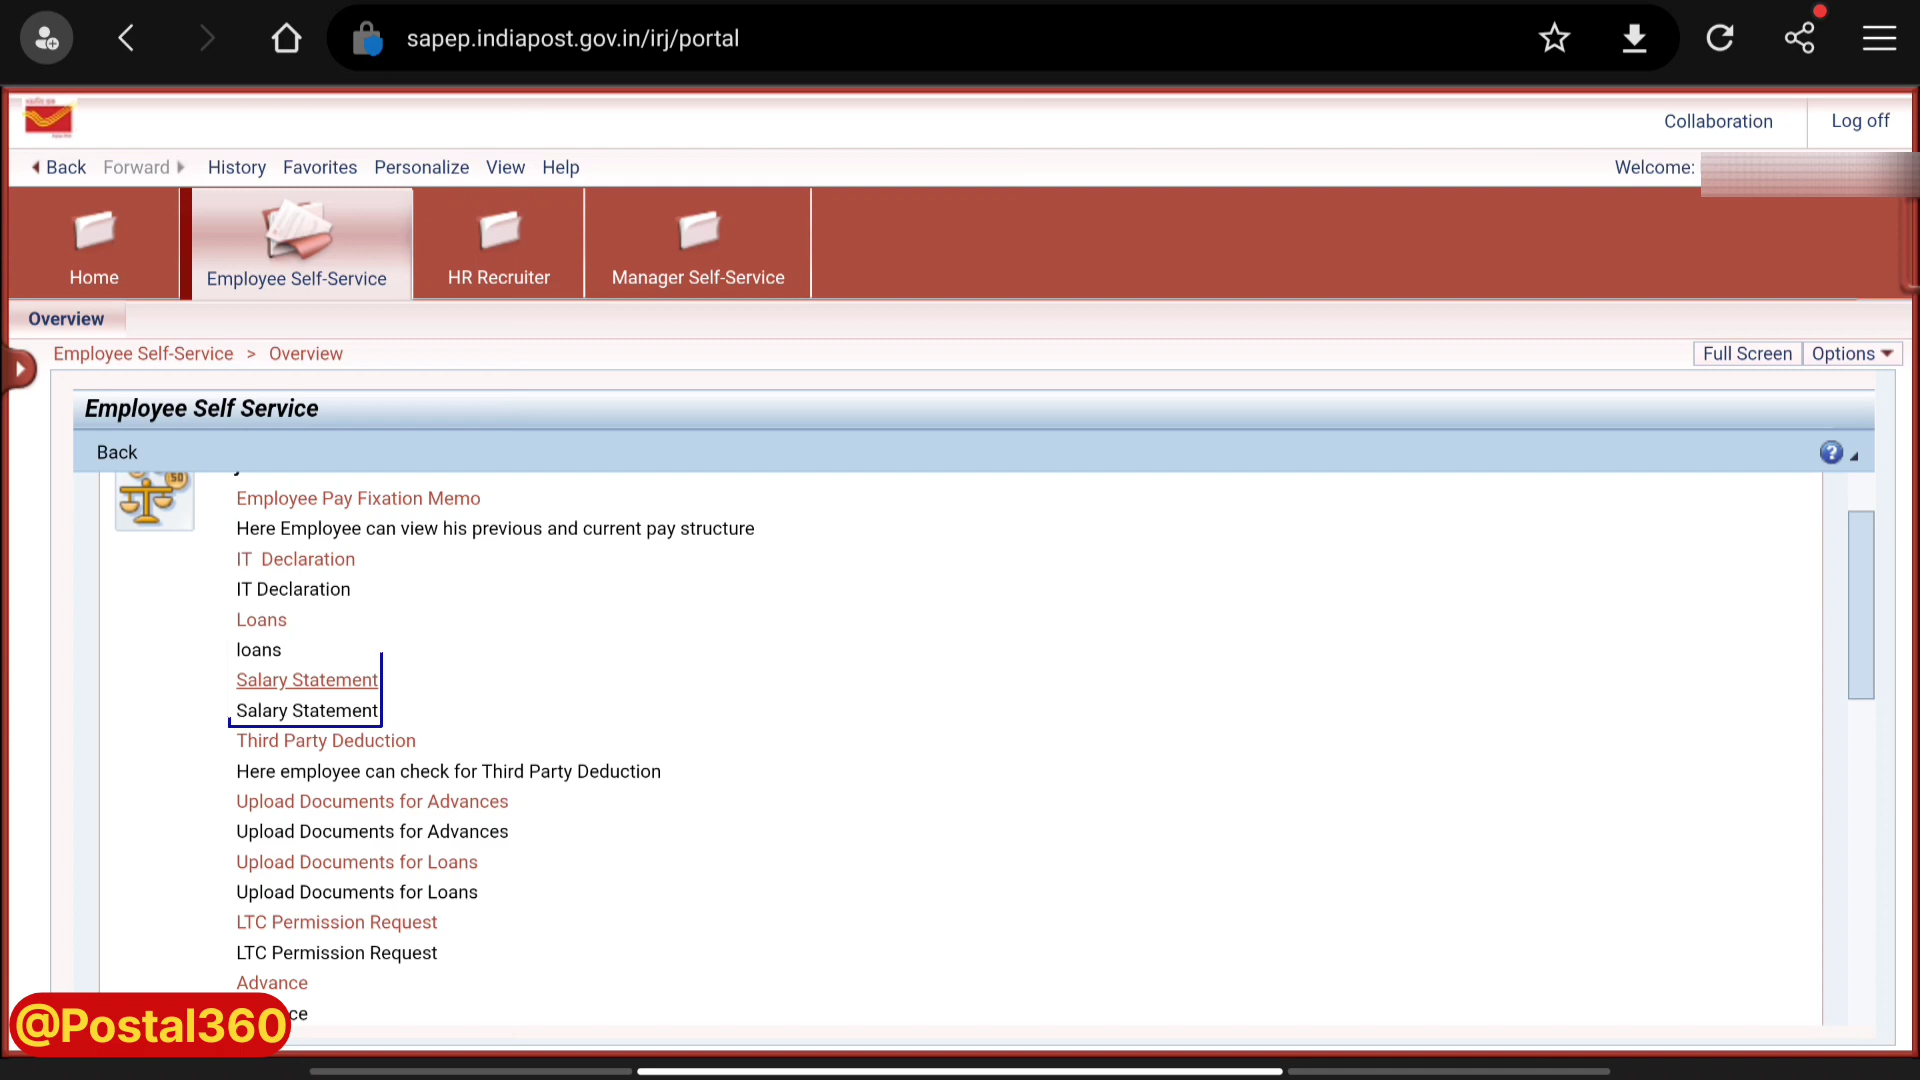 sapep.indiapost.gov.in/irj/portal
Collaboration
Log off
Back
Forward
History
Favorites
Personalize
View
Help
Welcome:
Home
Employee Self-Service
HR Recruiter
Manager Self-Service
Overview
Employee Self-Service > Overview
Full Screen
Options
Employee Self Service
Back
?
50
Employee Pay Fixation Memo
Here Employee can view his previous and current pay structure
IT Declaration
IT Declaration
Loans
loans
Salary Statement
Salary Statement
Third Party Deduction
Here employee can check for Third Party Deduction
Upload Documents for Advances
Upload Documents for Advances
Upload Documents for Loans
Upload Documents for Loans
LTC Permission Request
LTC Permission Request
Advance
ce
@Postal360